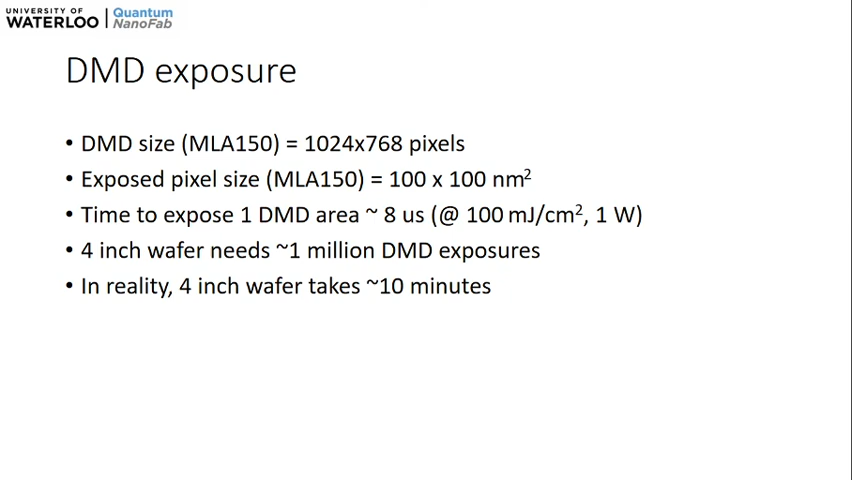 UNIVERSITY OF
WATERLOO
Quantum
NanoFab
DMD exposure
• DMD size (MLA150) = 1024x768 pixels
• Exposed pixel size (MLA150) = 100 x 100 nm²
• Time to expose 1 DMD area ~ 8 us (@ 100 mJ/cm², 1 W)
• 4 inch wafer needs ~1 million DMD exposures
• In reality, 4 inch wafer takes ~10 minutes